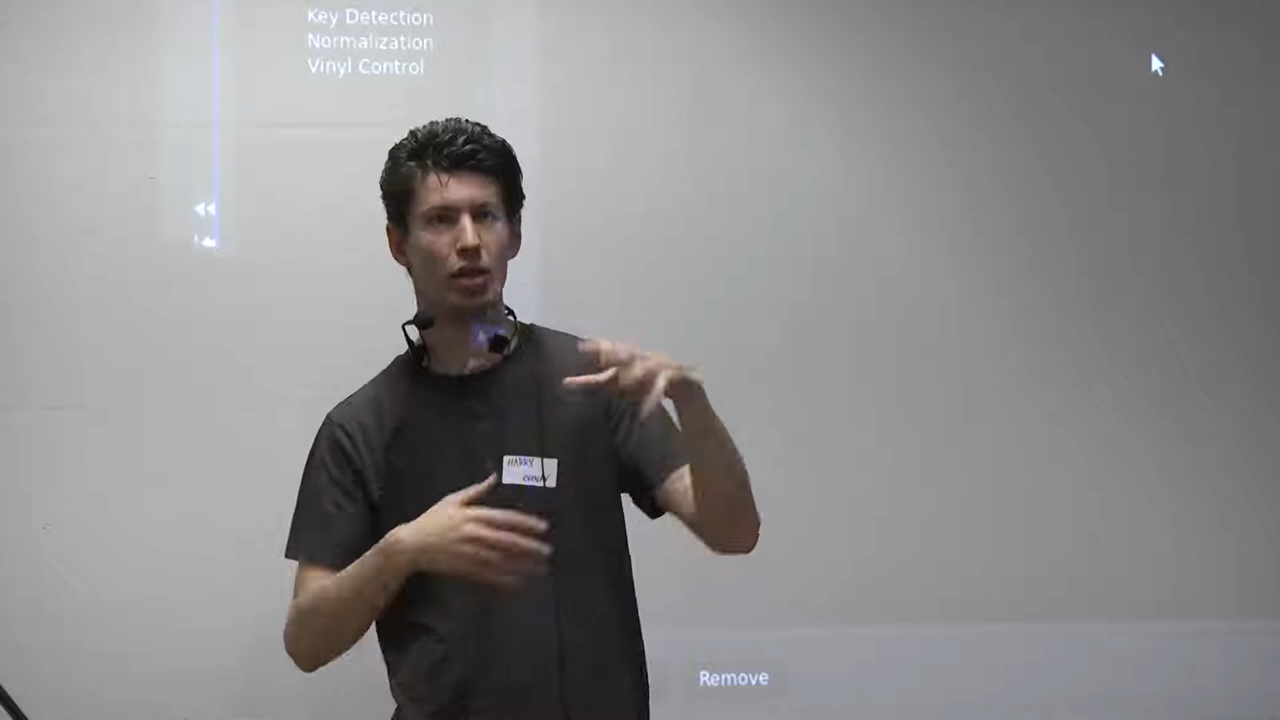 Key Detection
Normalization
Vinyl Control
HARRY
Remove